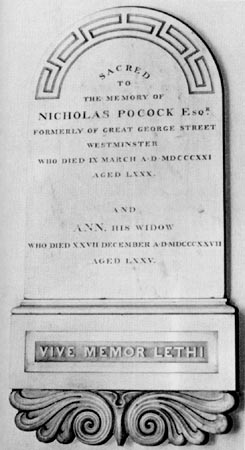 SACRED
TO
THE MEMORY OF
NICHOLAS POCOCK ESQR.
FORMERLY OF GREAT GEORGE STREET
WESTMINSTER
WHO DIED IX MARCH A·D·MDCCCXXI
AGED LXXX.
AND
ANN, HIS WIDOW
WHO DIED XXVII DECEMBER A·D·MDCCCXXVII
AGED LXXV.
VIVE MEMOR LETHI